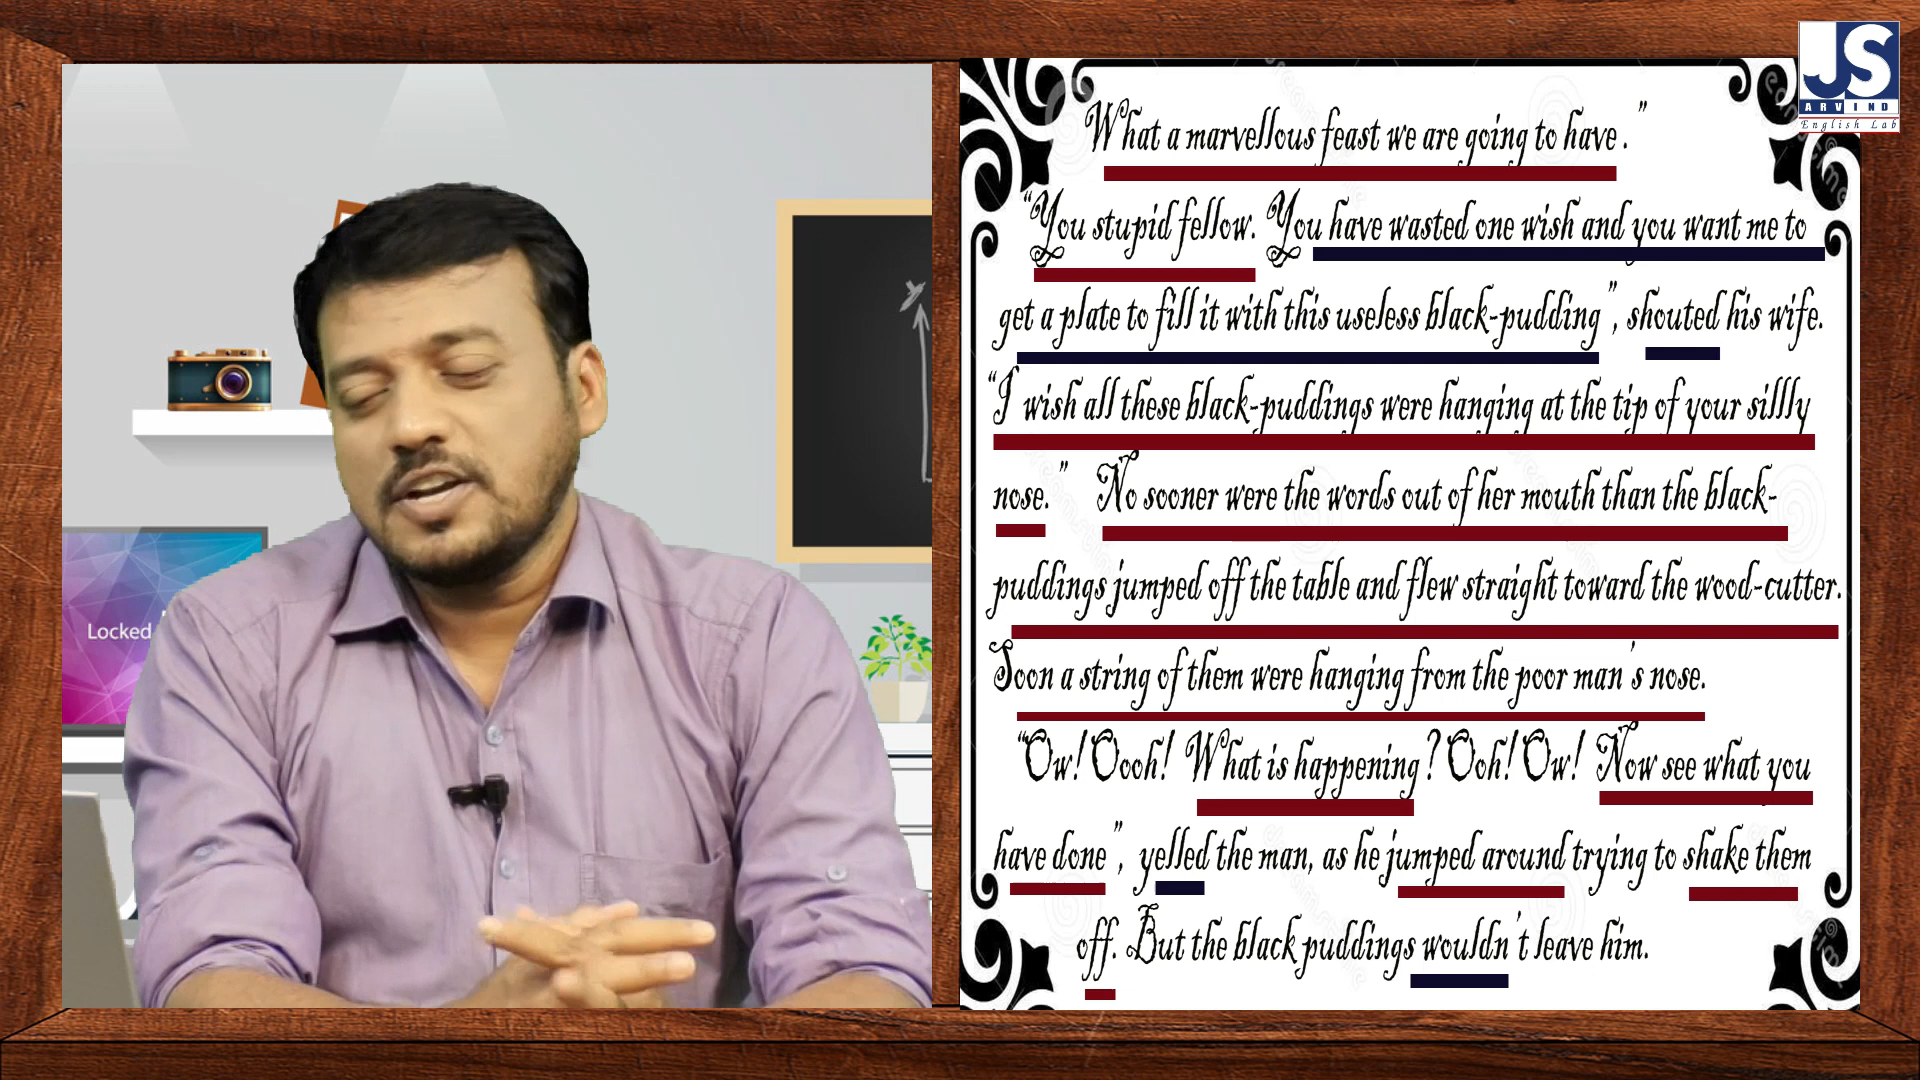 JS
ARVIND
English Lab
What a marvellous feast we are going to have ."
"You stupid fellow. You have wasted one wish and you want me to
get a plate to fill it with this useless black-pudding", shouted his wife.
"I wish all these black-puddings were hanging at the tip of your sillly
nose." No sooner were the words out of her mouth than the black-
puddings jumped off the table and flew straight toward the wood-cutter.
Soon a string of them were hanging from the poor man's nose.
"Ow! Oooh! What is happening? Ooh! Ow! Now see what you
have done", yelled the man, as he jumped around trying to shake them
off. But the black puddings wouldn't leave him.
Locked